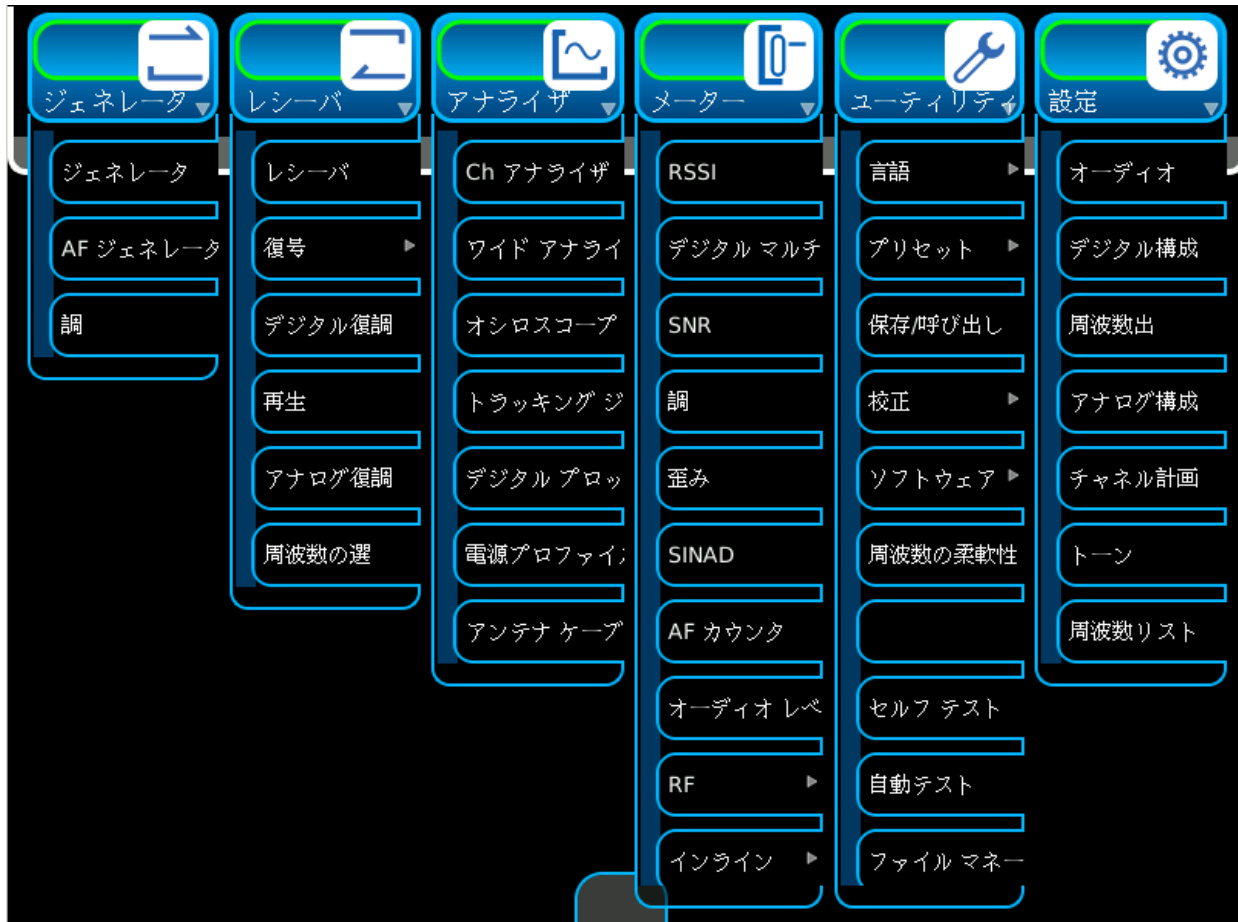 ジェネレータ
ジェネレータ
AF ジェネレータ
調
レシーバ
レシーバ
復号
デジタル復調
再生
アナログ復調
周波数の選
アナライザ
Ch アナライザ
ワイド アナライ
オシロスコープ
トラッキング ジ
デジタル プロッ
電源プロファイ
アンテナ ケーブ
メーター
RSSI
デジタル マルチ
SNR
調
歪み
SINAD
AF カウンタ
オーディオ レベ
RF
インライン
ユーティリティ
言語
プリセット
保存/呼び出し
校正
ソフトウェア
周波数の柔軟性
セルフ テスト
自動テスト
ファイル マネー
設定
オーディオ
デジタル構成
周波数出
アナログ構成
チャネル計画
トーン
周波数リスト